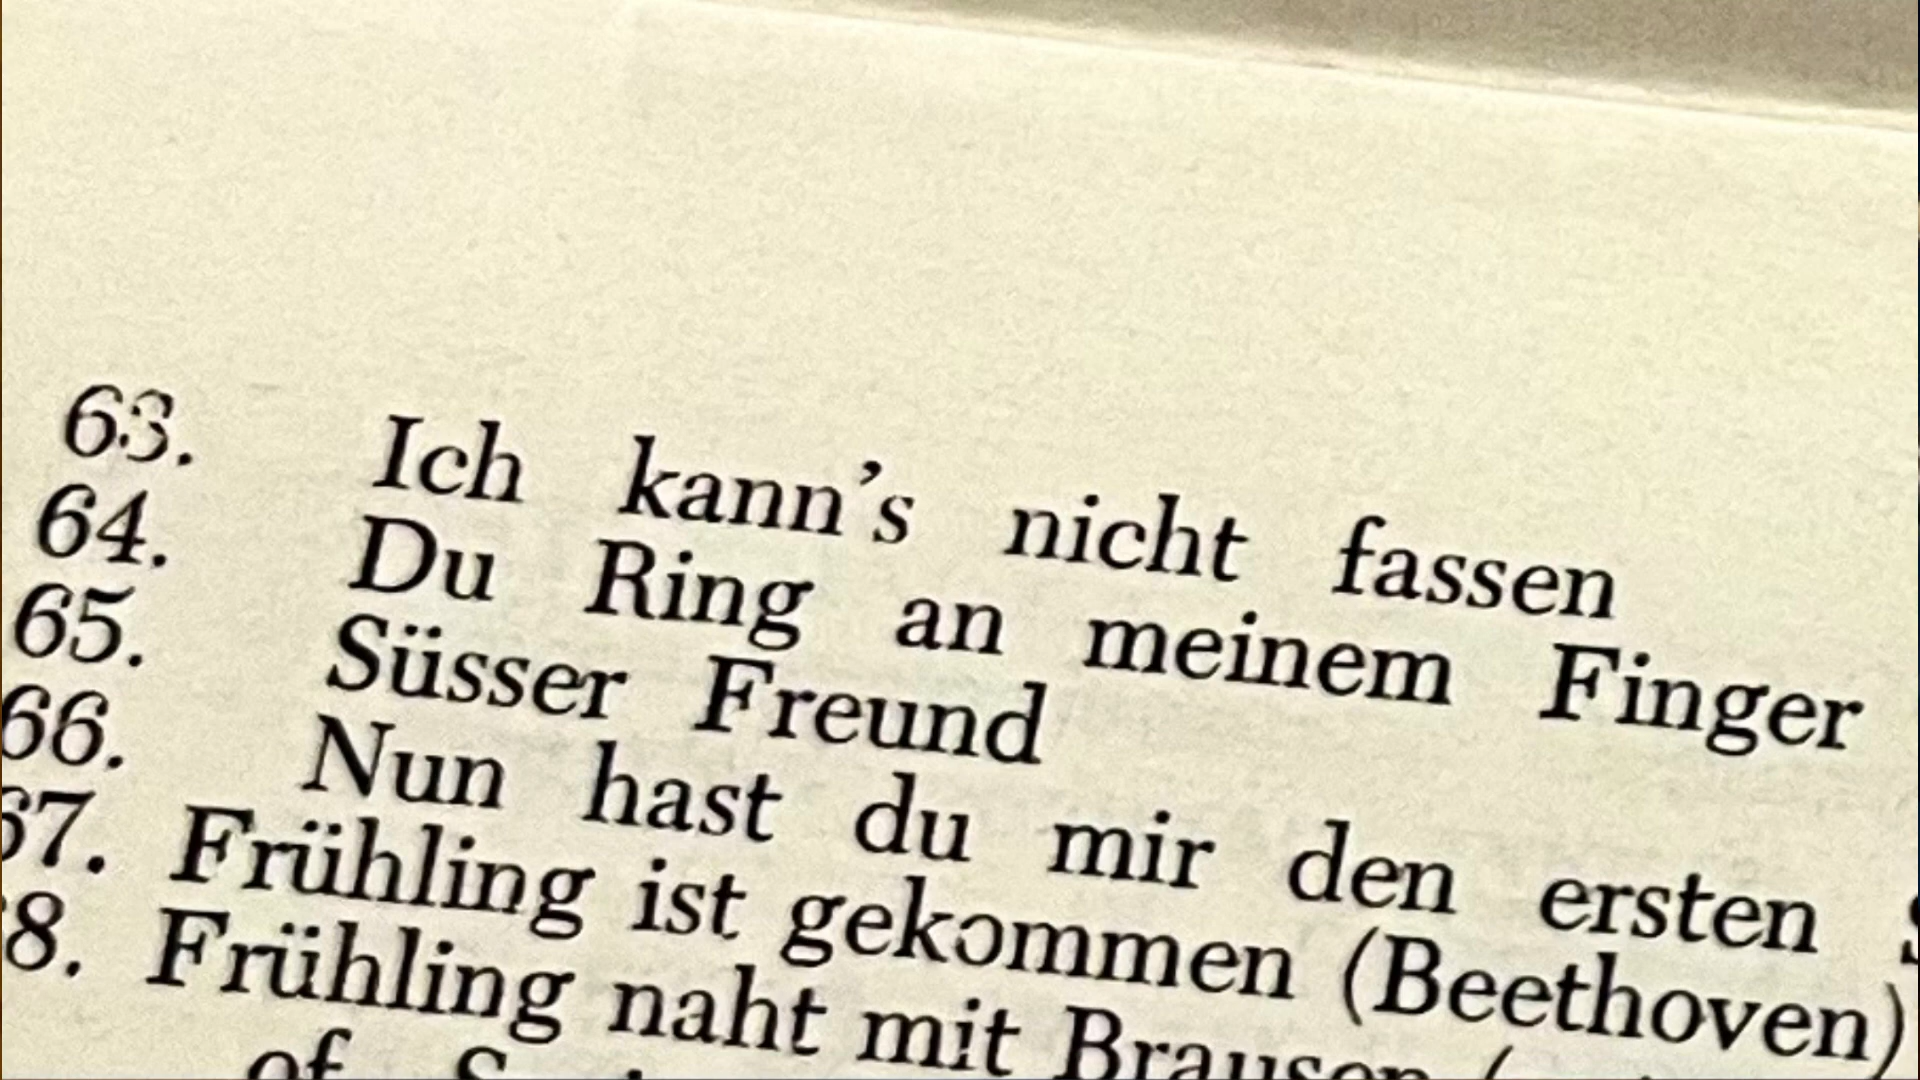 63. Ich kann's nicht fassen
64. Du Ring an meinem Finger
65. Süsser Freund
66. Nun hast du mir den ersten
67. Frühling ist gekommen (Beethoven)
8. Frühling naht mit Brausen
of